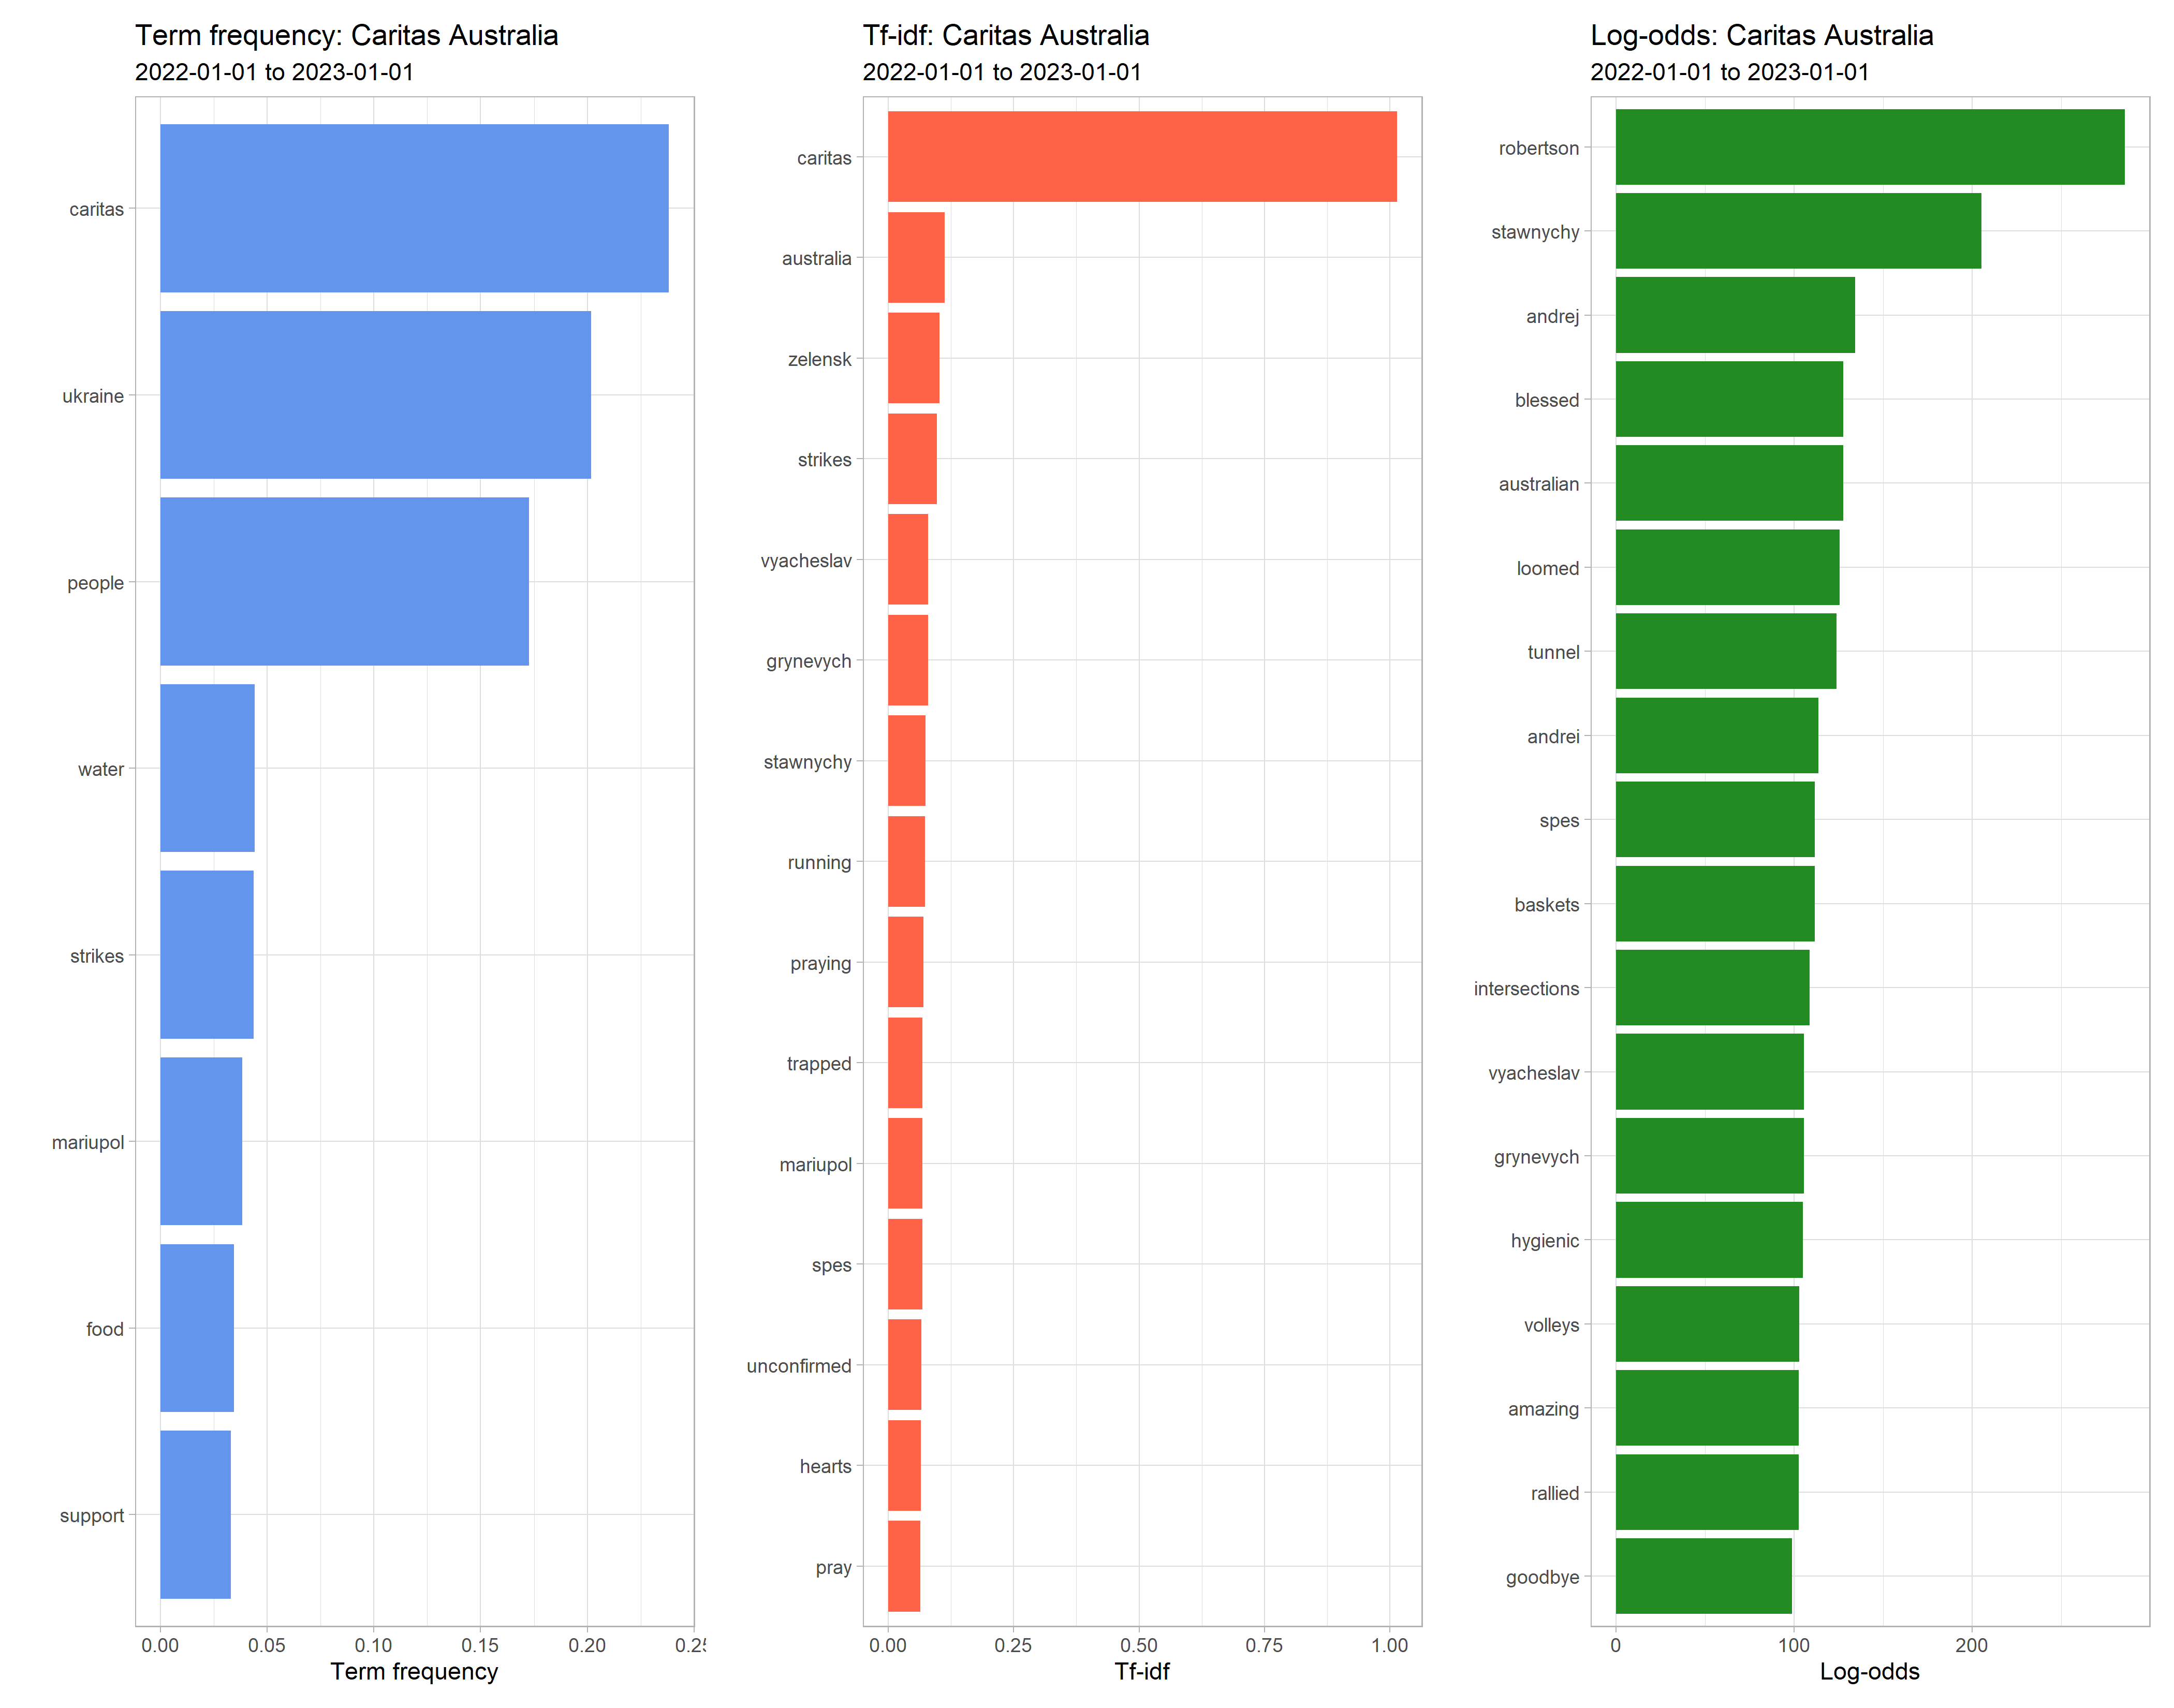 Term frequency: Caritas Australia
2022-01-01 to 2023-01-01
caritas
ukraine
people
water
strikes
mariupol
food
support
0.00 0.05 0.10 0.15 0.20 0.25
Term frequency
Tf-idf: Caritas Australia
2022-01-01 to 2023-01-01
caritas
australia
zelensk
strikes
vyacheslav
grynevych
stawnychy
running
praying
trapped
mariupol
spes
unconfirmed
hearts
pray
0.00 0.25 0.50 0.75 1.00
Tf-idf
Log-odds: Caritas Australia
2022-01-01 to 2023-01-01
robertson
stawnychy
andrej
blessed
australian
loomed
tunnel
andrei
spes
baskets
intersections
vyacheslav
grynevych
hygienic
volleys
amazing
rallied
goodbye
0 100 200
Log-odds